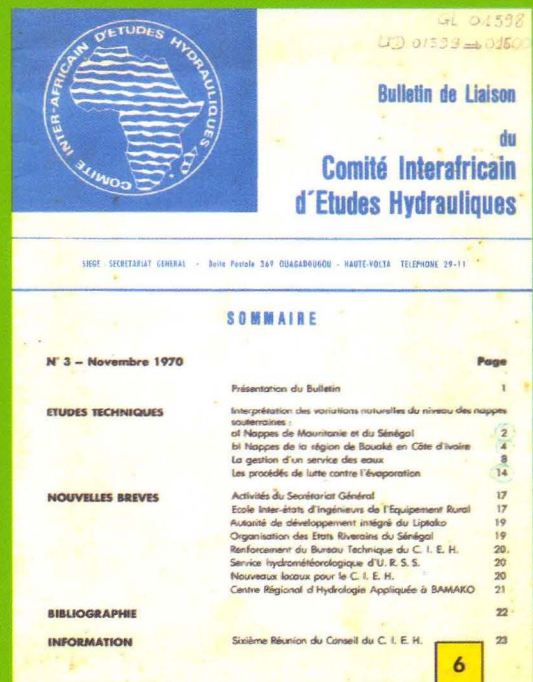 GL 01598
UD 01599 ⇒ 01600
COMITÉ INTER-AFRICAIN D'ETUDES HYDRAULIQUES
Bulletin de Liaison
du
Comité Interafricain
d'Etudes Hydrauliques
SIEGE - SECRETARIAT GENERAL - Boite Postale 369 OUAGADOUGOU - HAUTE-VOLTA TELEPHONE 29-11
SOMMAIRE
N° 3 – Novembre 1970 Page
Présentation du Bulletin 1
ETUDES TECHNIQUES Interprétation des variations naturelles du niveau des nappes
souterraines :
a) Nappes de Mauritanie et du Sénégal 2
b) Nappes de la région de Bouaké en Côte d'Ivoire 4
La gestion d'un service des eaux 8
Les procédés de lutte contre l'évaporation 14
NOUVELLES BREVES Activités du Secrétariat Général 17
Ecole Inter-états d'Ingénieurs de l'Equipement Rural 17
Autorité de développement intégré du Liptako 19
Organisation des Etats Riverains du Sénégal 19
Renforcement du Bureau Technique du C. I. E. H. 20
Service hydrométéorologique d'U. R. S. S. 20
Nouveaux locaux pour le C. I. E. H. 20
Centre Régional d'Hydrologie Appliquée à BAMAKO 21
BIBLIOGRAPHIE 22
INFORMATION Sixième Réunion du Conseil du C. I. E. H. 23
6